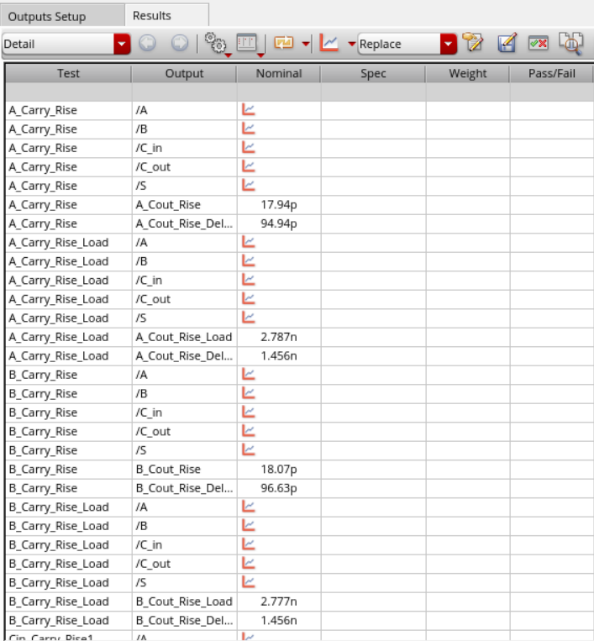 Outputs Setup Results
Detail Replace
Test Output Nominal Spec Weight Pass/Fail
A_Carry_Rise /A
A_Carry_Rise /B
A_Carry_Rise /C_in
A_Carry_Rise /C_out
A_Carry_Rise /S
A_Carry_Rise A_Cout_Rise 17.94p
A_Carry_Rise A_Cout_Rise_Del... 94.94p
A_Carry_Rise_Load /A
A_Carry_Rise_Load /B
A_Carry_Rise_Load /C_in
A_Carry_Rise_Load /C_out
A_Carry_Rise_Load /S
A_Carry_Rise_Load A_Cout_Rise_Load 2.787n
A_Carry_Rise_Load A_Cout_Rise_Del... 1.456n
B_Carry_Rise /A
B_Carry_Rise /B
B_Carry_Rise /C_in
B_Carry_Rise /C_out
B_Carry_Rise /S
B_Carry_Rise B_Cout_Rise 18.07p
B_Carry_Rise B_Cout_Rise_Del... 96.63p
B_Carry_Rise_Load /A
B_Carry_Rise_Load /B
B_Carry_Rise_Load /C_in
B_Carry_Rise_Load /C_out
B_Carry_Rise_Load /S
B_Carry_Rise_Load B_Cout_Rise_Load 2.777n
B_Carry_Rise_Load B_Cout_Rise_Del... 1.456n
Cin_Carry_Rise1 /A